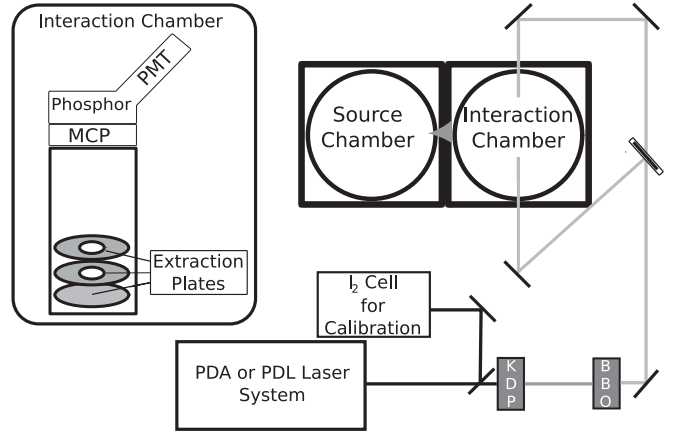 Interaction Chamber
PMT
Phosphor
MCP
Extraction
Plates
Source
Chamber
Interaction
Chamber
I₂ Cell
for
Calibration
PDA or PDL Laser
System
K
D
P
B
B
O